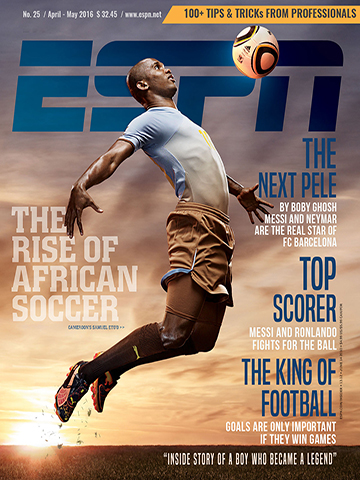 No. 25 / April - May 2016 $ 32.45 / www.espn.net
100+ TIPS & TRICKs FROM PROFESSIONALS
ESPN
THE
NEXT PELE
BY BOBY GHOSH
MESSI AND NEYMAR
ARE THE REAL STAR OF
FC BARCELONA
THE
RISE OF
AFRICAN
SOCCER
CAMEROON'S SAMUEL ETO'O >>
TOP
SCORER
MESSI AND RONLANDO
FIGHTS FOR THE BALL
THE KING OF
FOOTBALL
GOALS ARE ONLY IMPORTANT
IF THEY WIN GAMES
"INSIDE STORY OF A BOY WHO BECAME A LEGEND"